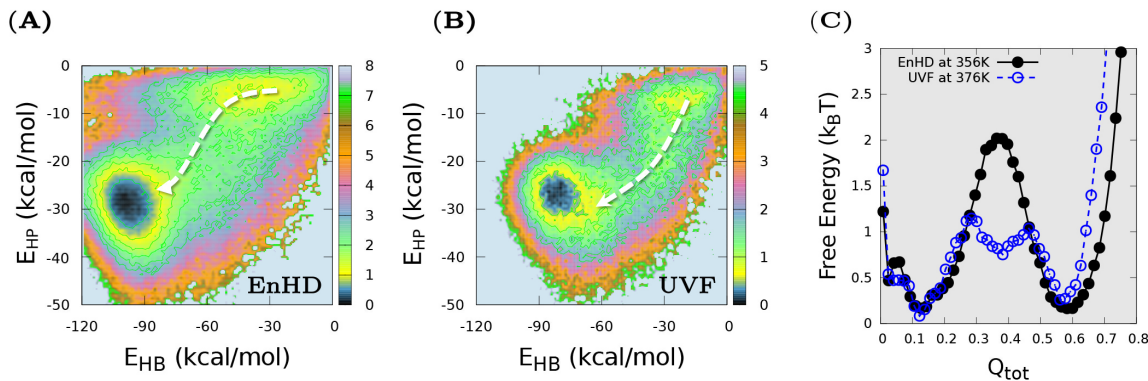 (A)
0
-10
-20
-30
-40
-50
E_HP (kcal/mol)
-120 -90 -60 -30 0
E_HB (kcal/mol)
EnHD
8
7
6
5
4
3
2
1
0
(B)
0
-10
-20
-30
-40
-50
E_HP (kcal/mol)
-120 -90 -60 -30 0
E_HB (kcal/mol)
UVF
5
4
3
2
1
0
(C)
EnHD at 356K
UVF at 376K
3
2.5
2
1.5
1
0.5
0
Free Energy (k_BT)
0 0.1 0.2 0.3 0.4 0.5 0.6 0.7 0.8
Q_tot